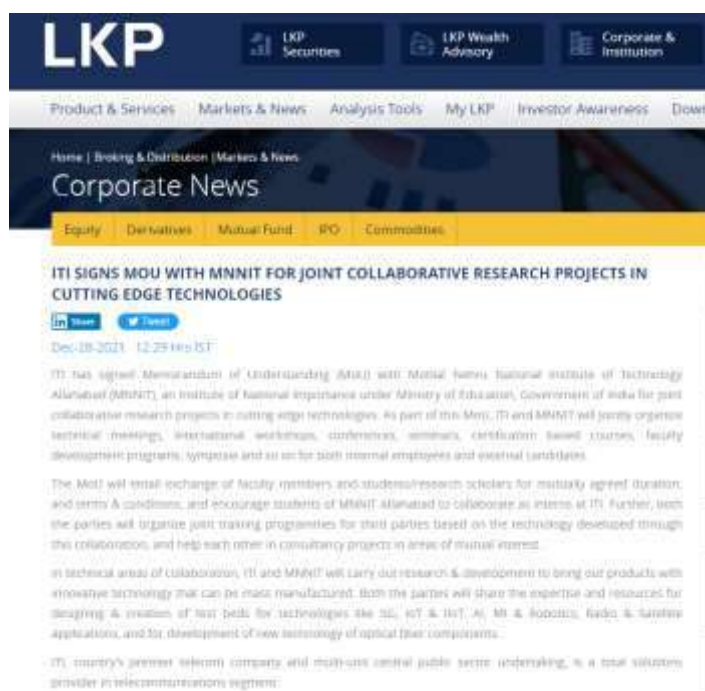 LKP
LKP
Securities
LKP Wealth
Advisory
Corporate &
Institution
Product & Services Markets & News Analysis Tools My LKP Investor Awareness Down
Home | Broking & Distribution |Markets & News
Corporate News
Equity Derivatives Mutual Fund IPO Commodities
ITI SIGNS MOU WITH MNNIT FOR JOINT COLLABORATIVE RESEARCH PROJECTS IN
CUTTING EDGE TECHNOLOGIES
in Share Tweet
Dec-28-2021 12:29 Hrs IST
ITI has signed Memorandum of Understanding (MoU) with Motilal Nehru National Institute of Technology
Allahabad (MNNIT), an Institute of National Importance under Ministry of Education, Government of India for joint
collaborative research projects in cutting edge technologies. As part of this MoU, ITI and MNNIT will jointly organize
technical meetings, international workshops, conferences, seminars, certification based courses, faculty
development programs, symposia and so on for both internal employees and external candidates.
The MoU will entail exchange of faculty members and students/research scholars for mutually agreed duration,
and terms & conditions, and encourage students of MNNIT Allahabad to collaborate as interns at ITI. Further, both
the parties will organize joint training programmes for third parties based on the technology developed through
this collaboration, and help each other in consultancy projects in areas of mutual interest.
In technical areas of collaboration, ITI and MNNIT will carry out research & development to bring out products with
innovative technology that can be mass manufactured. Both the parties will share the expertise and resources for
designing & creation of test beds for technologies like 5G, IoT & IIoT, AI, Ml & Robotics, Radio & Satellite
applications, and for development of new technology of optical fiber components.
ITI, country's premier telecom company and multi-unit central public sector undertaking, is a total solutions
provider in telecommunications segment.